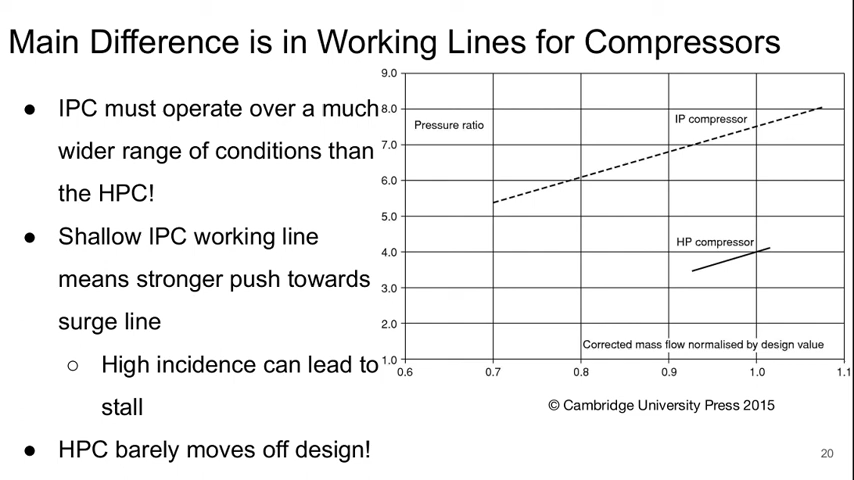 Main Difference is in Working Lines for Compressors
● IPC must operate over a much
wider range of conditions than
the HPC!
● Shallow IPC working line
means stronger push towards
surge line
○ High incidence can lead to
stall
● HPC barely moves off design!
9.0
8.0
7.0
6.0
5.0
4.0
3.0
2.0
1.0
Pressure ratio
IP compressor
HP compressor
Corrected mass flow normalised by design value
0.6 0.7 0.8 0.9 1.0 1.1
© Cambridge University Press 2015
20